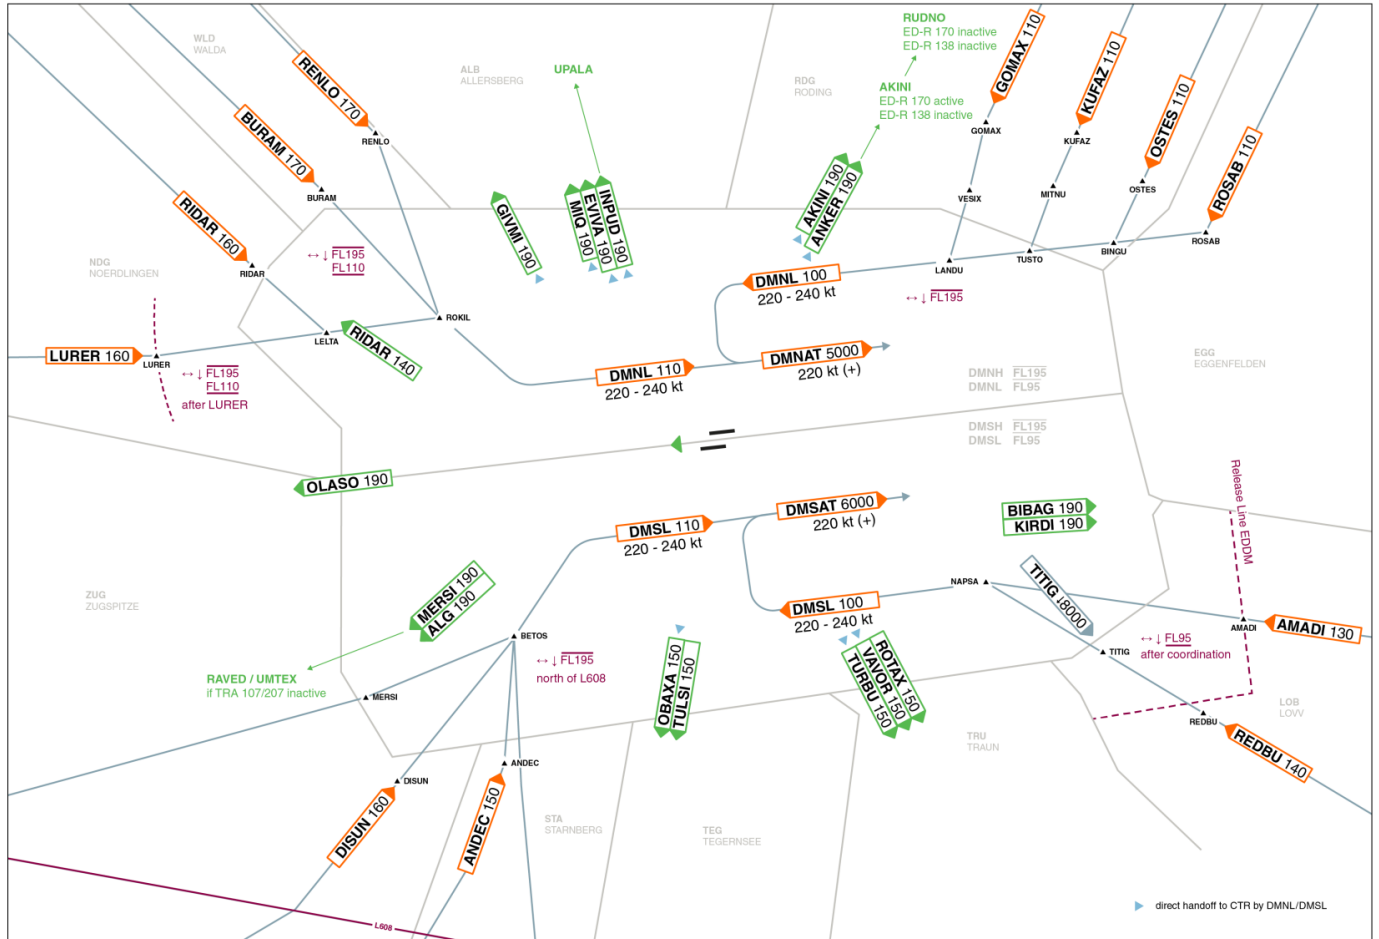 RUDNO
ED-R 170 inactive
ED-R 138 inactive
GOMAX 110
WLD
WALDA
RENLO 170
ALB
ALLERSBERG
UPALA
RDG
RODING
AKINI
ED-R 170 active
ED-R 138 inactive
KUFAZ 110
OSTES 110
BURAM 170
RENLO
GOMAX
KUFAZ
ROSAB 110
BURAM
AKINI 190
ANKER 190
VESIX
MITNU
OSTES
RIDAR 160
GIVMI 190
MIQ 190
EVIVA 190
INPUD 190
ROSAB
NDG
NOERDLINGEN
RIDAR
↔↓FL195
FL110
LANDU
TUSTO
BINGU
DMNL 100
220 - 240 kt
↔↓FL195
ROKIL
LELTA
RIDAR 140
LURER 160
LURER
↔↓FL195
FL110
after LURER
DMNL 110
220 - 240 kt
DMNAT 5000
220 kt (+)
EGG
EGGENFELDEN
DMNH FL195
DMNL FL95
DMSH FL195
DMSL FL95
OLASO 190
Release Line EDDM
DMSL 110
220 - 240 kt
DMSAT 6000
220 kt (+)
BIBAG 190
KIRDI 190
ZUG
ZUGSPITZE
MERSI 190
ALG 190
NAPSA
TITIG ↓8000
DMSL 100
220 - 240 kt
AMADI
AMADI 130
BETOS
↔↓FL195
north of L608
↔↓FL95
after coordination
TITIG
RAVED / UMTEX
if TRA 107/207 inactive
MERSI
OBAXA 150
TULSI 150
TURBU 150
VAVOR 150
ROTAX 150
LOB
LOVV
REDBU
REDBU 140
TRU
TRAUN
ANDEC
DISUN
DISUN 160
ANDEC 150
STA
STARNBERG
TEG
TEGERNSEE
L608
direct handoff to CTR by DMNL/DMSL